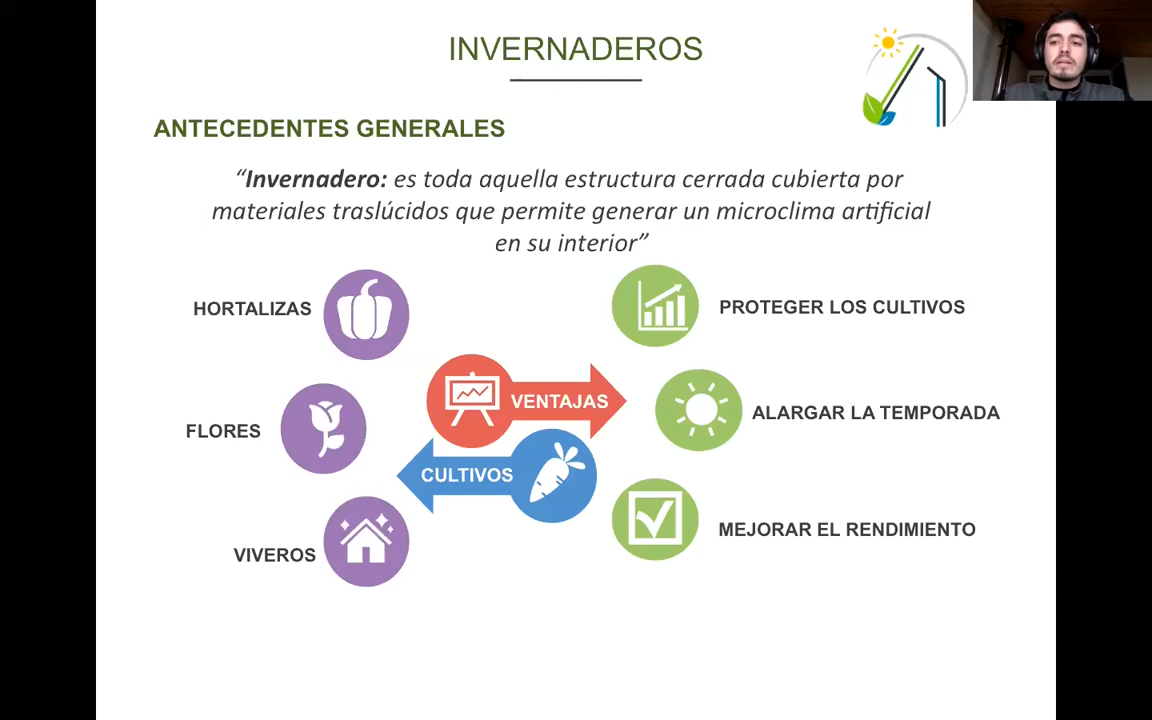 INVERNADEROS
ANTECEDENTES GENERALES
“Invernadero: es toda aquella estructura cerrada cubierta por
materiales traslúcidos que permite generar un microclima artificial
en su interior”
HORTALIZAS
FLORES
VIVEROS
VENTAJAS
CULTIVOS
PROTEGER LOS CULTIVOS
ALARGAR LA TEMPORADA
MEJORAR EL RENDIMIENTO